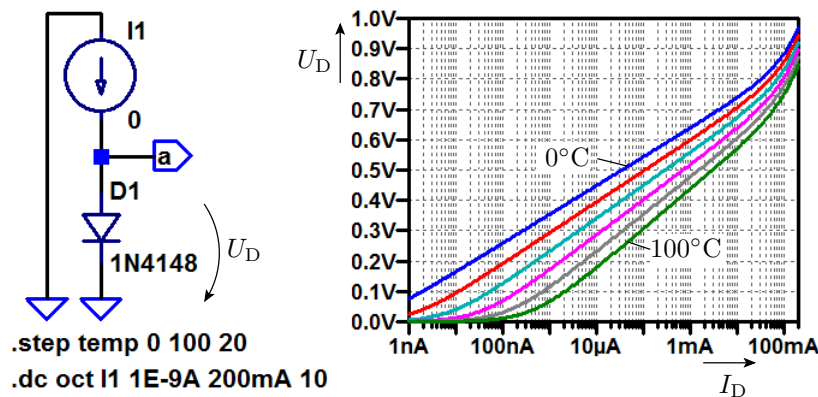 I1
0
a
D1
1N4148
U_D
.step temp 0 100 20
.dc oct I1 1E-9A 200mA 10
U_D
1.0V
0.9V
0.8V
0.7V
0.6V
0.5V
0.4V
0.3V
0.2V
0.1V
0.0V
0°C
100°C
1nA 100nA 10µA 1mA 100mA
I_D